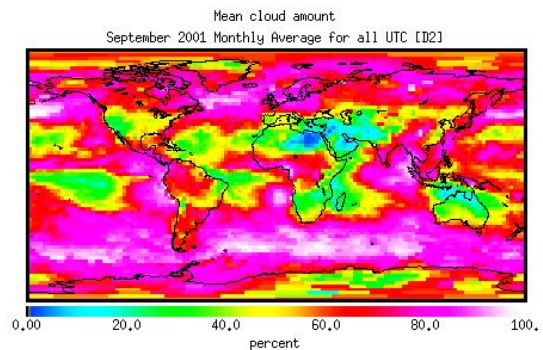 Mean cloud amount
September 2001 Monthly Average for all UTC [D2]
0.00 20.0 40.0 60.0 80.0 100.
percent